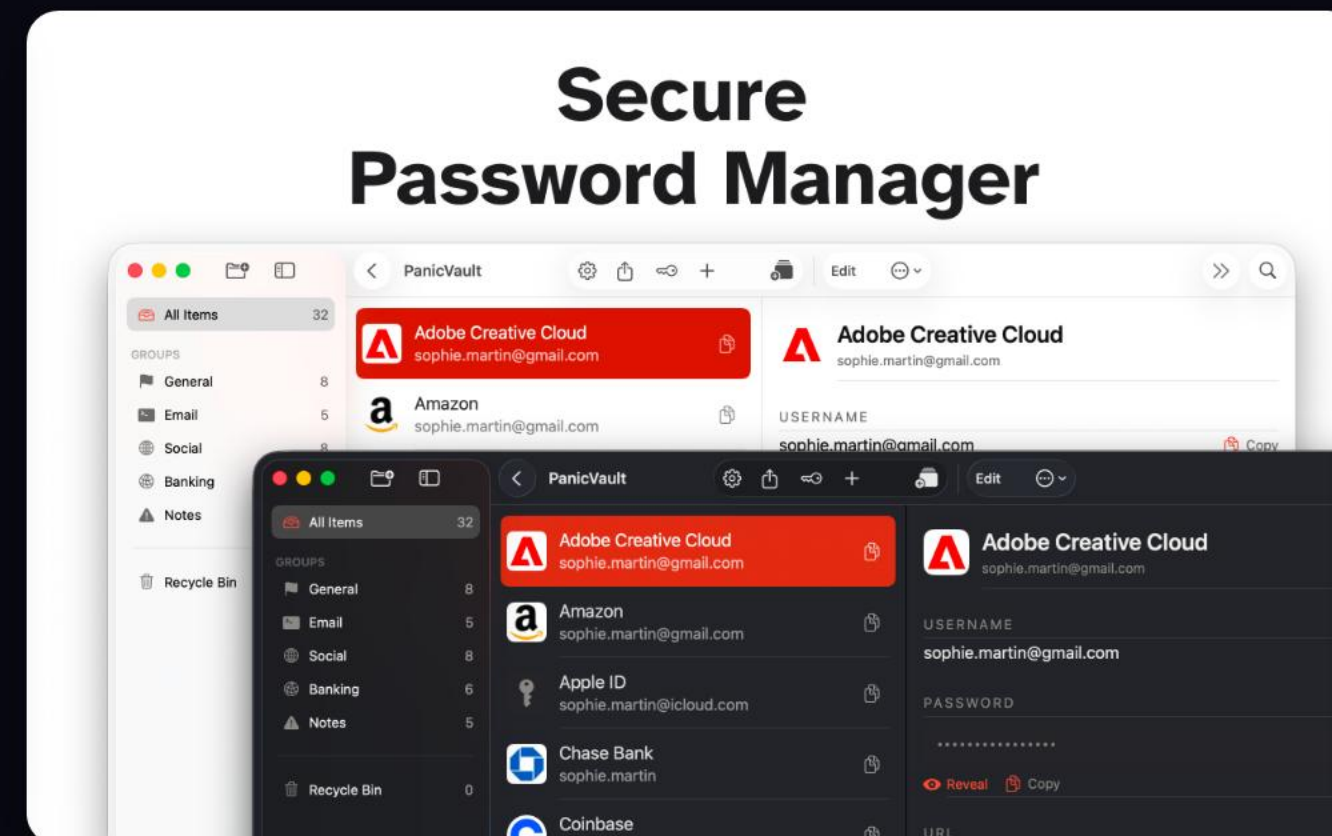 Secure
Password Manager
PanicVault
Edit
All Items 32
GROUPS
General 8
Email 5
Social 8
Banking
Notes
Recycle Bin
Adobe Creative Cloud
sophie.martin@gmail.com
Amazon
sophie.martin@gmail.com
Adobe Creative Cloud
sophie.martin@gmail.com
USERNAME
sophie.martin@gmail.com
Copy
PanicVault
Edit
All Items 32
GROUPS
General 8
Email 5
Social 8
Banking 6
Notes 5
Recycle Bin 0
Adobe Creative Cloud
sophie.martin@gmail.com
Amazon
sophie.martin@gmail.com
Apple ID
sophie.martin@icloud.com
Chase Bank
sophie.martin
Coinbase
Adobe Creative Cloud
sophie.martin@gmail.com
USERNAME
sophie.martin@gmail.com
PASSWORD
••••••••••••••••
Reveal Copy
URL